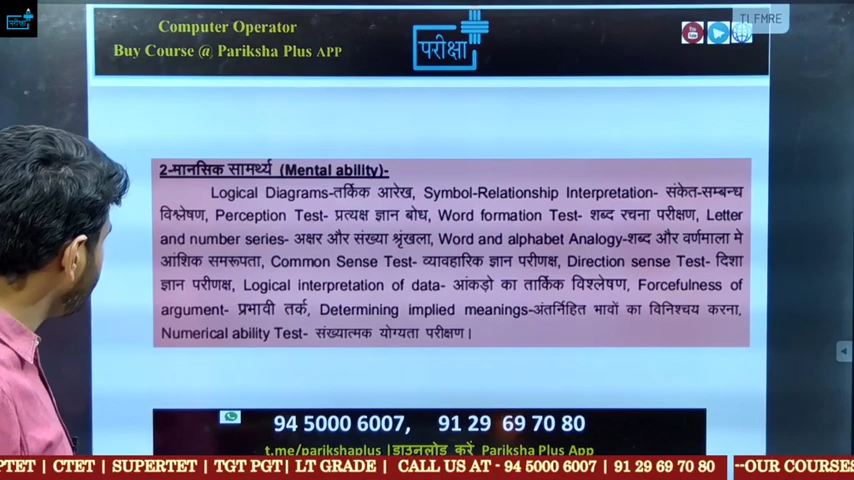 परीक्षा
Computer Operator
Buy Course @ Pariksha Plus APP
परीक्षा
You Tube
TLFMRE
2-मानसिक सामर्थ्य (Mental ability)-
Logical Diagrams-तर्किक आरेख, Symbol-Relationship Interpretation- संकेत-सम्बन्ध
विश्लेषण, Perception Test- प्रत्यक्ष ज्ञान बोध, Word formation Test- शब्द रचना परीक्षण, Letter
and number series- अक्षर और संख्या श्रृंखला, Word and alphabet Analogy-शब्द और वर्णमाला मे
आंशिक समरूपता, Common Sense Test- व्यावहारिक ज्ञान परीणक्ष, Direction sense Test- दिशा
ज्ञान परीणक्ष, Logical interpretation of data- आंकड़ो का तार्किक विश्लेषण, Forcefulness of
argument- प्रभावी तर्क, Determining implied meanings-अंतर्निहित भावों का विनिश्चय करना,
Numerical ability Test- संख्यात्मक योग्यता परीक्षण।
94 5000 6007, 91 29 69 70 80
t.me/parikshaplus |डाउनलोड करें Pariksha Plus App
PTET | CTET | SUPERTET | TGT PGT| LT GRADE | CALL US AT - 94 5000 6007 | 91 29 69 70 80 --OUR COURSES